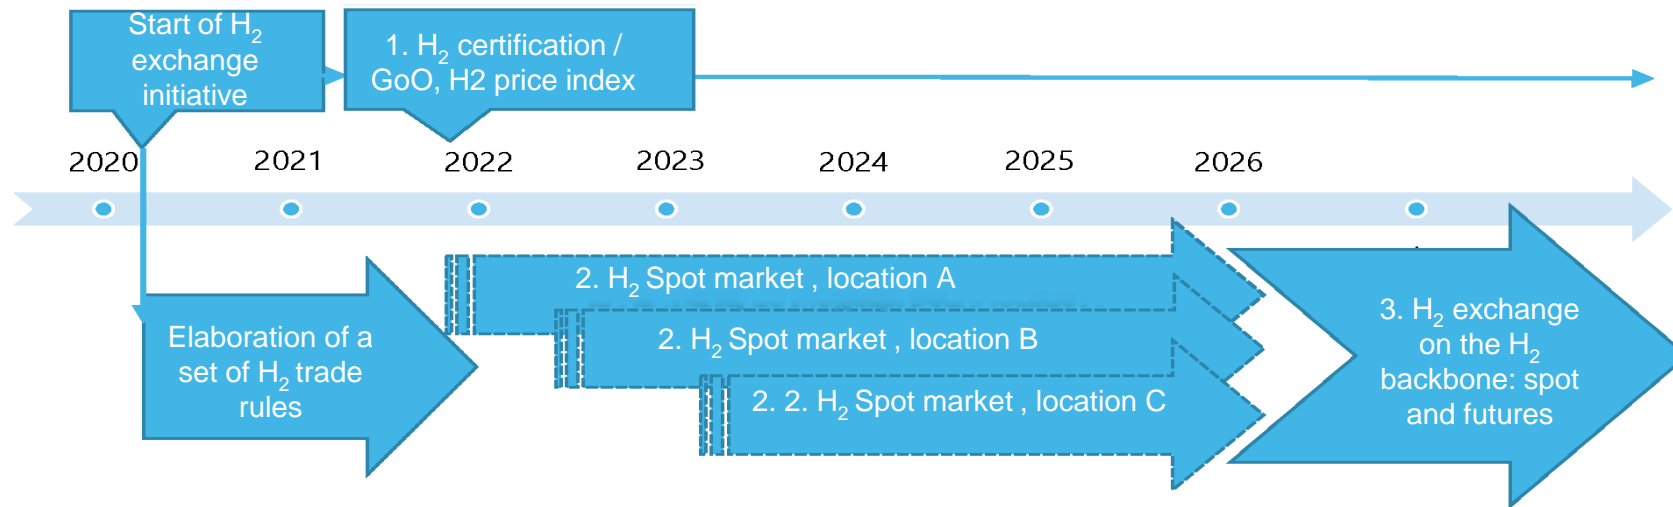 Start of H₂
exchange
initiative
1. H₂ certification /
GoO, H2 price index
2020
2021
2022
2023
2024
2025
2026
Elaboration of a
set of H₂ trade
rules
2. H₂ Spot market , location A
2. H₂ Spot market , location B
2. 2. H₂ Spot market , location C
3. H₂ exchange
on the H₂
backbone: spot
and futures